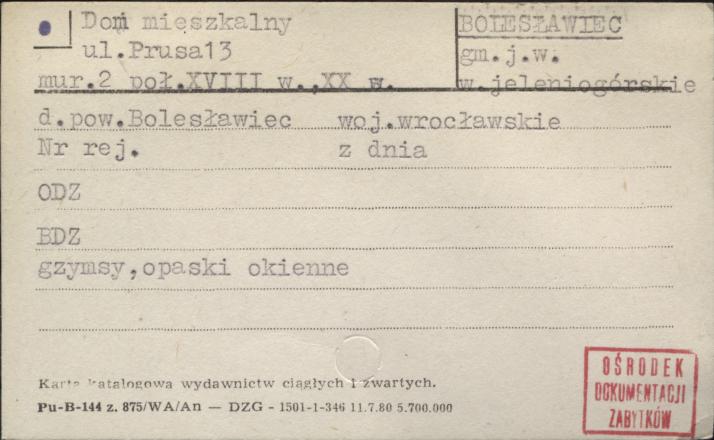 Dom mieszkalny
ul.Prusa13
mur.2 poł.XVIII w.,XX w.
BOLESŁAWIEC
gm.j.w.
w.jeleniogórskie
d.pow.Bolesławiec woj.wrocławskie
Nr rej. z dnia
ODZ
BDZ
gzymsy,opaski okienne
Karta katalogowa wydawnictw ciągłych i zwartych.
Pu-B-144 z. 875/WA/An — DZG - 1501-1-346 11.7.80 5.700.000
OŚRODEK
DOKUMENTACJI
ZABYTKÓW